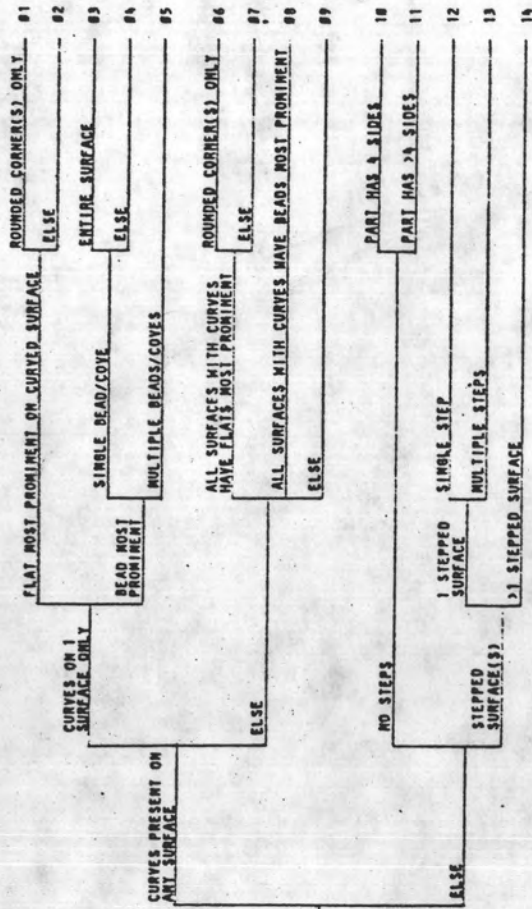 CURVES PRESENT ON
ANY SURFACE
ELSE
CURVES ON 1
SURFACE ONLY
ELSE
NO STEPS
STEPPED
SURFACE(S)
FLAT MOST PROMINENT ON CURVED SURFACE
BEAD MOST
PROMINENT
1 STEPPED
SURFACE
>1 STEPPED SURFACE
SINGLE BEAD/COVE
MULTIPLE BEADS/COVES
ALL SURFACES WITH CURVES
HAVE FLATS MOST PROMINENT
ALL SURFACES WITH CURVES HAVE BEADS MOST PROMINENT
ELSE
SINGLE STEP
MULTIPLE STEPS
ROUNDED CORNER(S) ONLY
ELSE
ENTIRE SURFACE
ELSE
ROUNDED CORNER(S) ONLY
ELSE
PART HAS 4 SIDES
PART HAS >4 SIDES
01
02
03
04
05
06
07
08
09
10
11
12
13
14